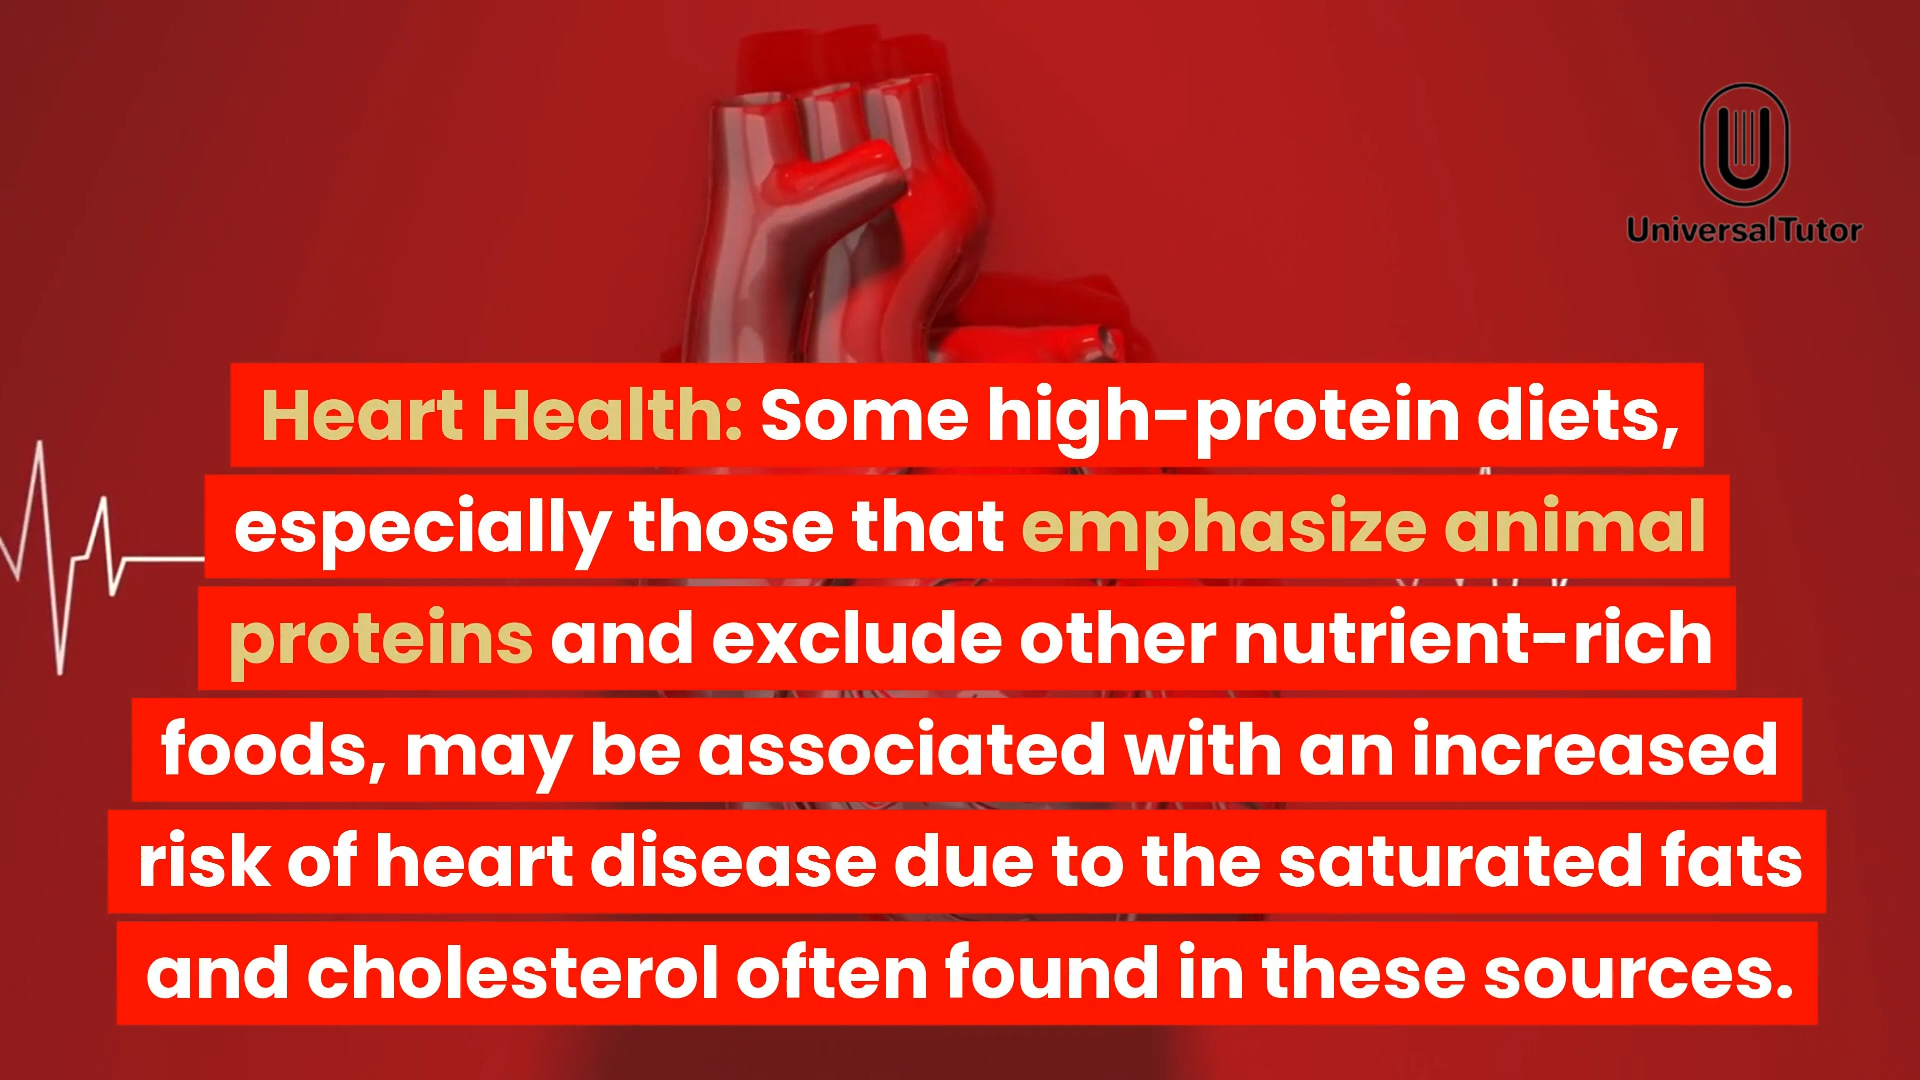 UniversalTutor
Heart Health: Some high-protein diets,
especially those that emphasize animal
proteins and exclude other nutrient-rich
foods, may be associated with an increased
risk of heart disease due to the saturated fats
and cholesterol often found in these sources.